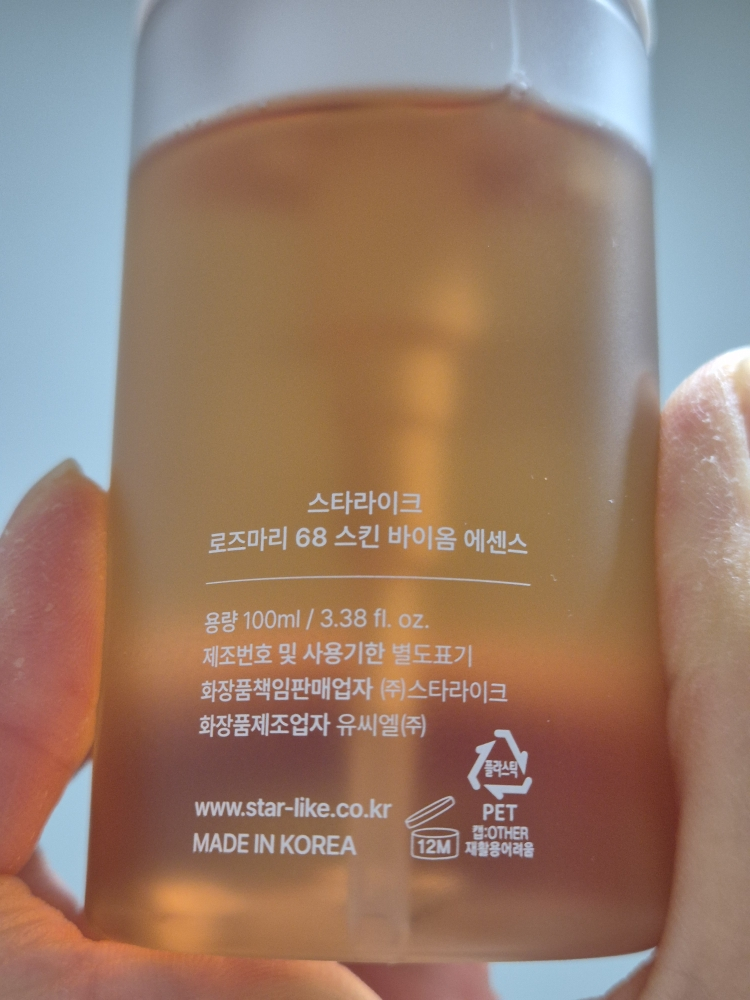 스타라이크
로즈마리 68 스킨 바이옴 에센스
용량 100ml / 3.38 fl. oz.
제조번호 및 사용기한 별도표기
화장품책임판매업자 (주)스타라이크
화장품제조업자 유씨엘(주)
플라스틱
PET
캡:OTHER
재활용어려움
www.star-like.co.kr
12M
MADE IN KOREA